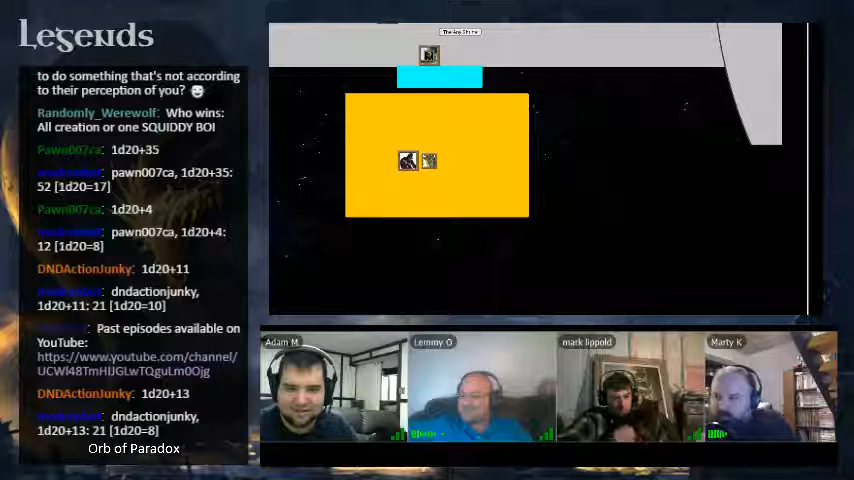 Legends
to do something that's not according
to their perception of you?
Randomly_Werewolf: Who wins:
All creation or one SQUIDDY BOI
Pawn007ca: 1d20+35
pawn007ca, 1d20+35:
52 [1d20=17]
Pawn007ca: 1d20+4
pawn007ca, 1d20+4:
12 [1d20=8]
DNDActionJunky: 1d20+11
dndactionjunky,
1d20+11: 21 [1d20=10]
Past episodes available on
YouTube:
https://www.youtube.com/channel/
DNDActionJunky: 1d20+13
dndactionjunky,
1d20+13: 21 [1d20=8]
Orb of Paradox
Adam M
Lemmy O
mark lippold
Marty K